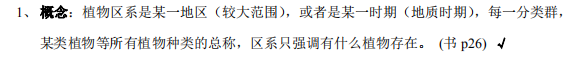 1、 概念：植物区系是某一地区（较大范围），或者是某一时期（地质时期），每一分类群，
某类植物等所有植物种类的总称，区系只强调有什么植物存在。 (书 p26) √